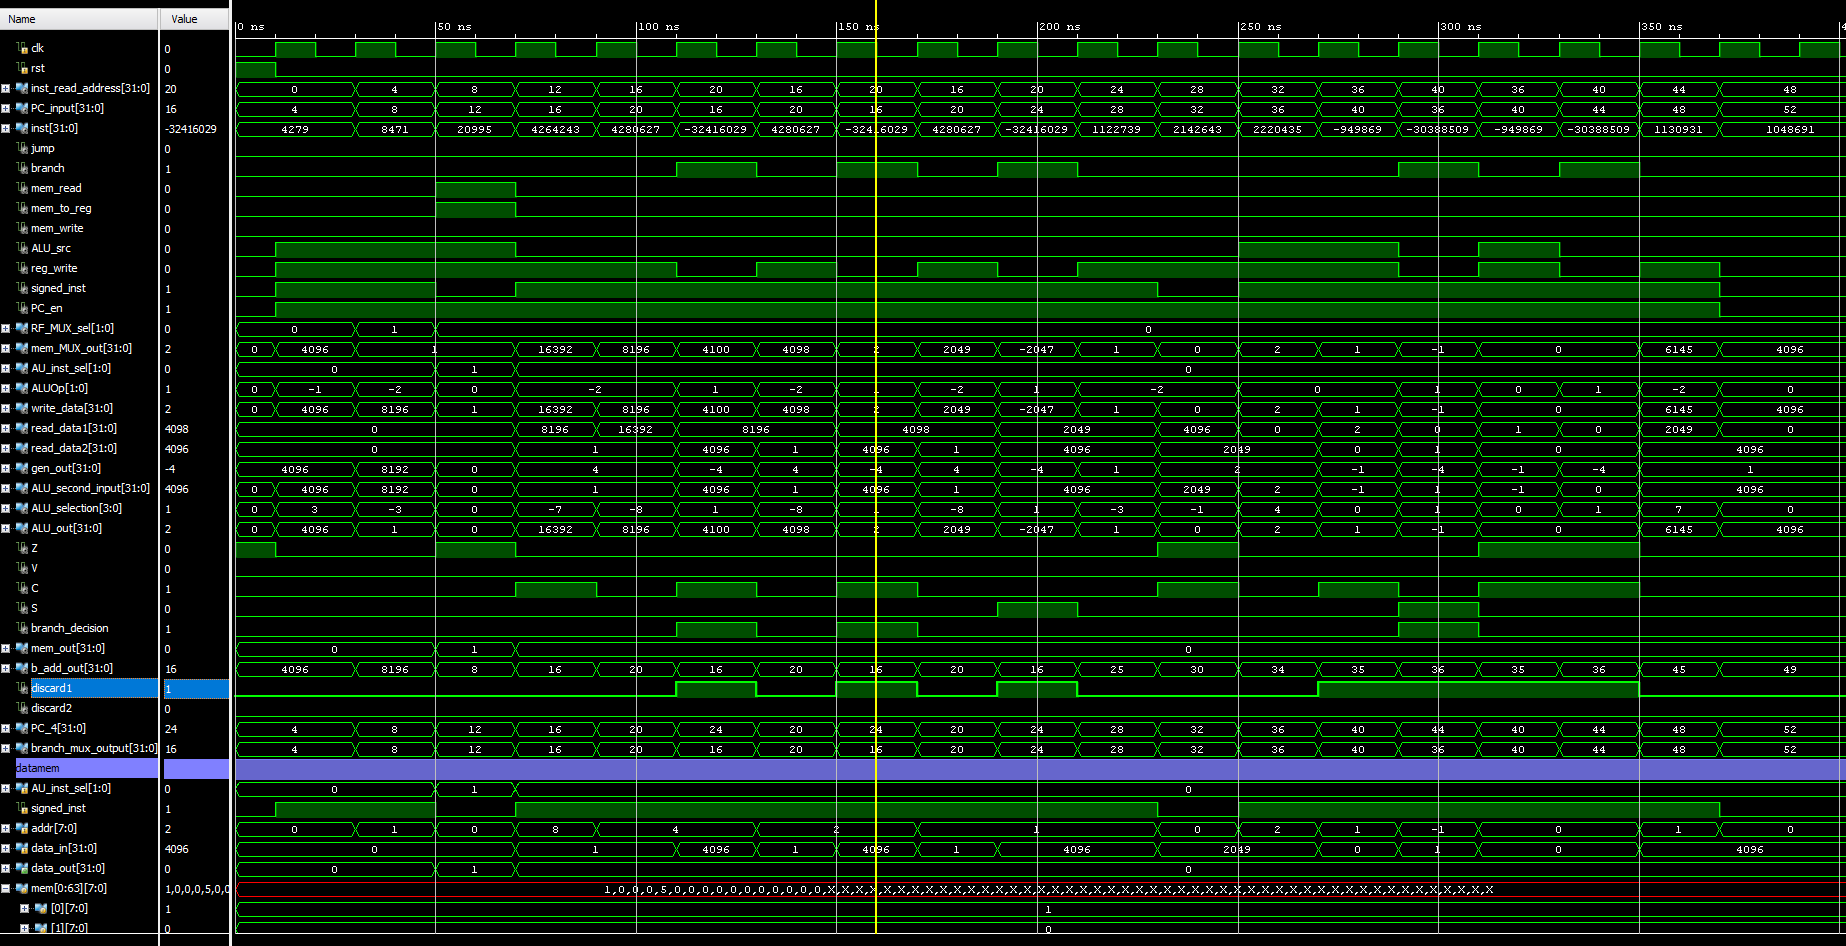 Name Value 0 ns 50 ns 100 ns 150 ns 200 ns 250 ns 300 ns 350 ns
clk 0
rst 0
inst_read_address[31:0] 20 0 4 8 12 16 20 16 20 16 20 24 28 32 36 40 36 40 44 48
PC_input[31:0] 16 4 8 12 16 20 16 20 16 20 24 28 32 36 40 36 40 44 48 52
inst[31:0] -32416029 4279 8471 20995 4264243 4280627 -32416029 4280627 -32416029 4280627 -32416029 1122739 2142643 2220435 -949869 -30388509 -949869 -30388509 1130931 1048691
jump 0
branch 1
mem_read 0
mem_to_reg 0
mem_write 0
ALU_src 0
reg_write 0
signed_inst 1
PC_en 1
RF_MUX_sel[1:0] 0 0 1 0
mem_MUX_out[31:0] 2 0 4096 1 16392 8196 4100 4098 2 2049 -2047 1 0 2 1 -1 0 6145 4096
AU_inst_sel[1:0] 0 0 1 0
ALUOp[1:0] 1 0 -1 -2 0 -2 1 -2 1 -2 1 -2 0 1 0 1 -2 0
write_data[31:0] 2 0 4096 8196 1 16392 8196 4100 4098 2 2049 -2047 1 0 2 1 -1 0 6145 4096
read_data1[31:0] 4098 0 8196 16392 8196 4098 2049 4096 0 2 0 1 0 2049 0
read_data2[31:0] 4096 0 1 4096 1 4096 1 4096 2049 0 1 0 4096
gen_out[31:0] -4 4096 8192 0 4 -4 4 -4 4 -4 1 2 -1 -4 -1 -4 1
ALU_second_input[31:0] 4096 0 4096 8192 0 1 4096 1 4096 1 4096 2049 2 -1 1 -1 0 4096
ALU_selection[3:0] 1 0 3 -3 0 -7 -8 1 -8 1 -8 1 -3 -1 4 0 1 0 1 7 0
ALU_out[31:0] 2 0 4096 1 0 16392 8196 4100 4098 2 2049 -2047 1 0 2 1 -1 0 6145 4096
Z 0
V 0
C 1
S 0
branch_decision 1
mem_out[31:0] 0 0 1 0
b_add_out[31:0] 16 4096 8196 8 16 20 16 20 16 20 16 25 30 34 35 36 35 36 45 49
discard1 1
discard2 0
PC_4[31:0] 24 4 8 12 16 20 24 20 24 20 24 28 32 36 40 44 40 44 48 52
branch_mux_output[31:0] 16 4 8 12 16 20 16 20 16 20 24 28 32 36 40 36 40 44 48 52
datamem
AU_inst_sel[1:0] 0 0 1 0
signed_inst 1
addr[7:0] 2 0 1 0 8 4 2 1 0 2 1 -1 0 1 0
data_in[31:0] 4096 0 1 4096 1 4096 1 4096 2049 0 1 0 4096
data_out[31:0] 0 0 1 0
mem[0:63][7:0] 1,0,0,0,5,0,0
[0][7:0] 1 1
[1][7:0] 0 0